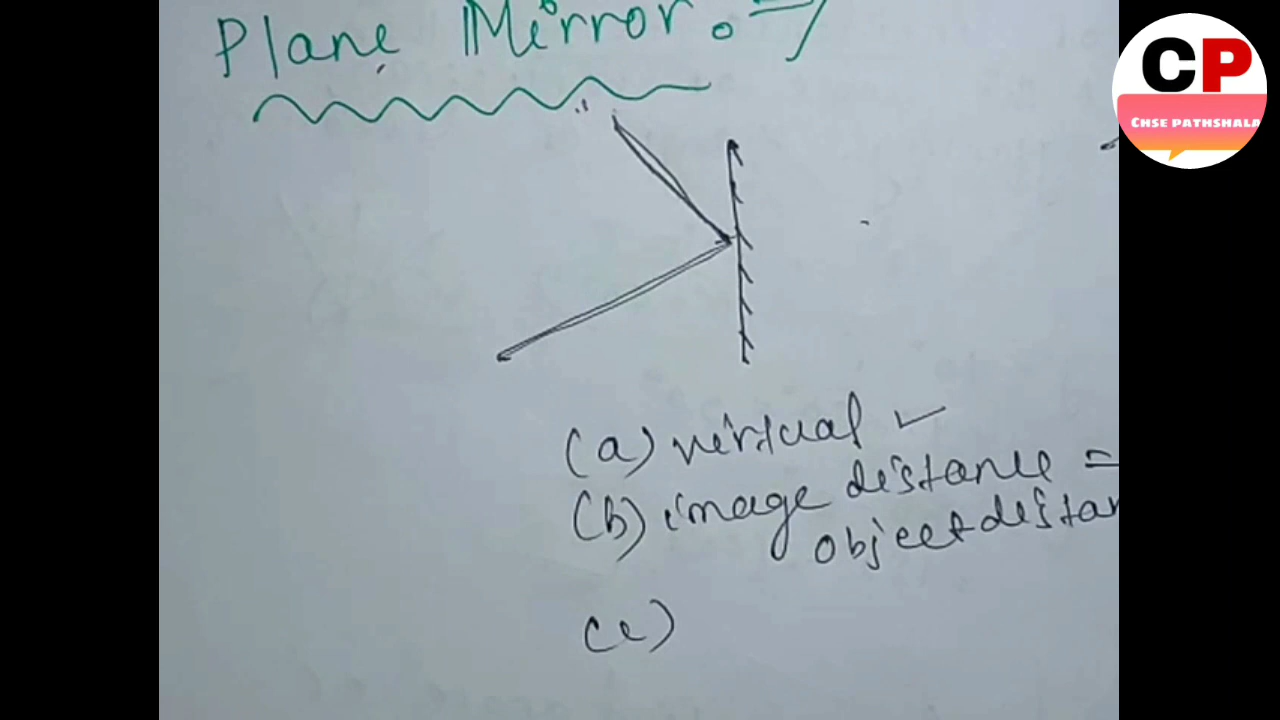 Plane Mirror. ⇒
CP
CHSE PATHSHALA
(a) virtual ✓
(b) image distance =
object distan
(c)